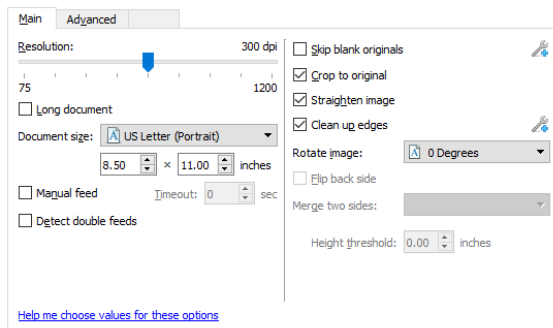 Main
Advanced
Resolution: 300 dpi
75 1200
Long document
Document size: US Letter (Portrait)
8.50 × 11.00 inches
Manual feed Timeout: 0 sec
Detect double feeds
Skip blank originals
Crop to original
Straighten image
Clean up edges
Rotate image: 0 Degrees
Flip back side
Merge two sides:
Height threshold: 0.00 inches
Help me choose values for these options